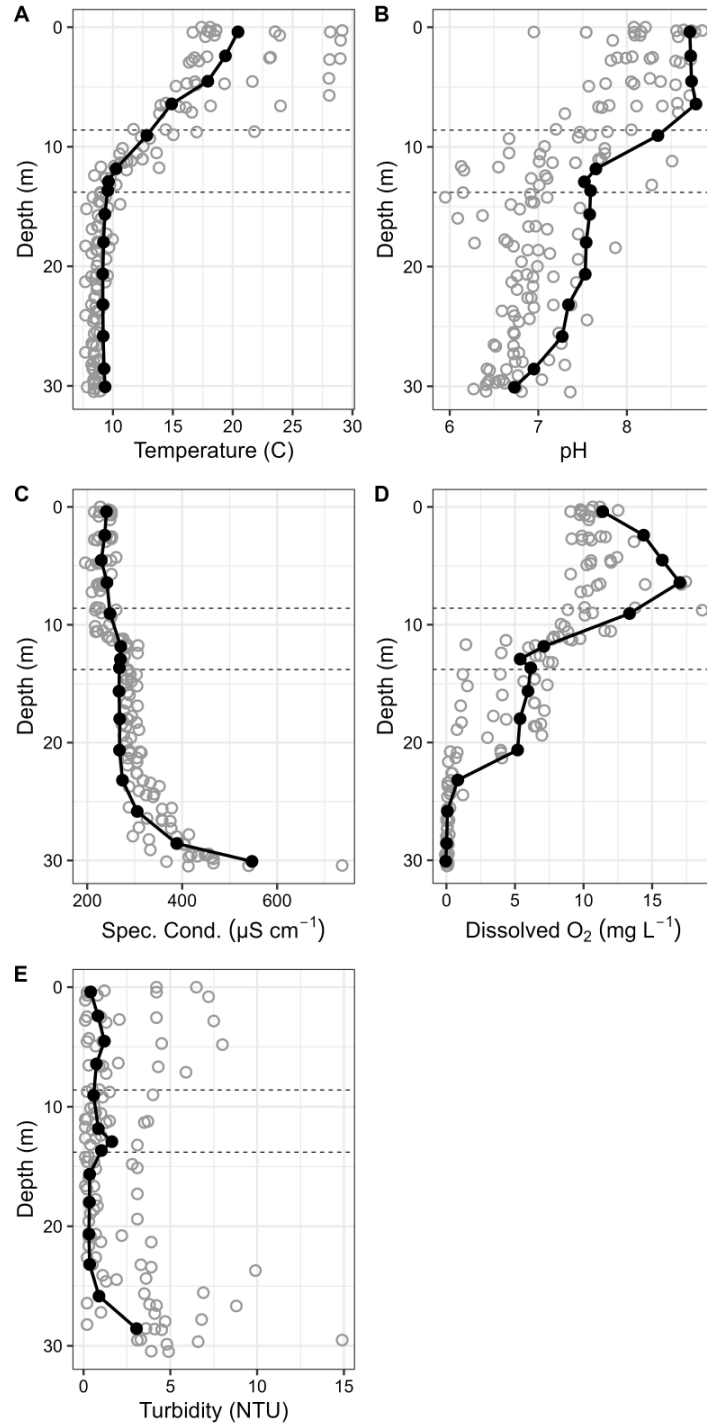 A
B
0
10
20
30
Depth (m)
10 15 20 25 30
Temperature (C)
0
10
20
30
Depth (m)
6 7 8
pH
C
D
0
10
20
30
Depth (m)
200 400 600
Spec. Cond. (µS cm⁻¹)
0
10
20
30
Depth (m)
0 5 10 15
Dissolved O₂ (mg L⁻¹)
E
0
10
20
30
Depth (m)
0 5 10 15
Turbidity (NTU)